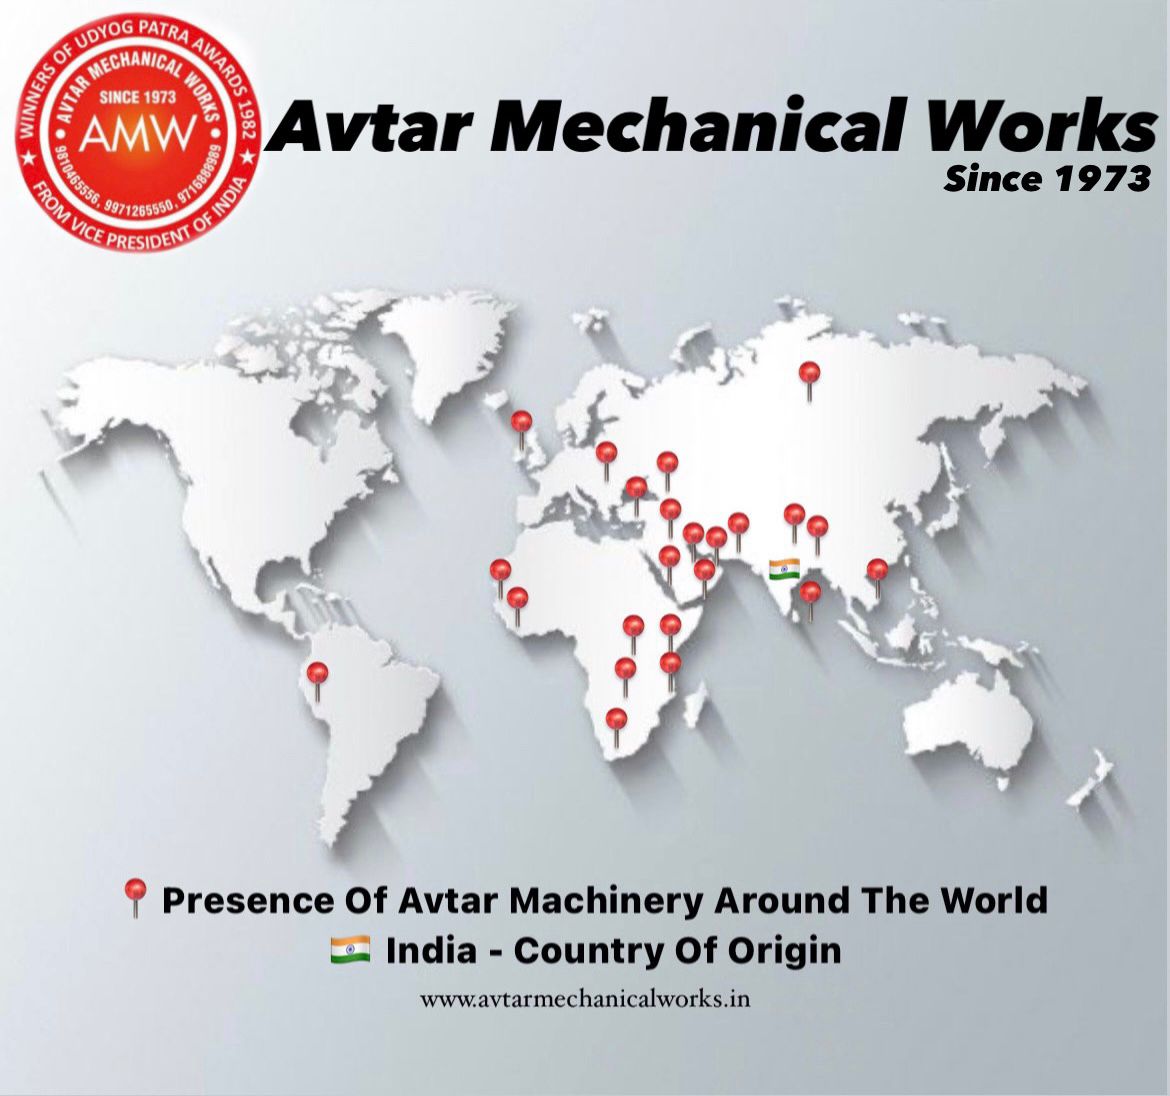 WINNERS OF UDYOG PATRA AWARDS 1982
★ FROM VICE PRESIDENT OF INDIA ★
• AVTAR MECHANICAL WORKS •
SINCE 1973
AMW
9810465556, 9971265550, 9716888989
Avtar Mechanical Works
Since 1973
Presence Of Avtar Machinery Around The World
India - Country Of Origin
www.avtarmechanicalworks.in